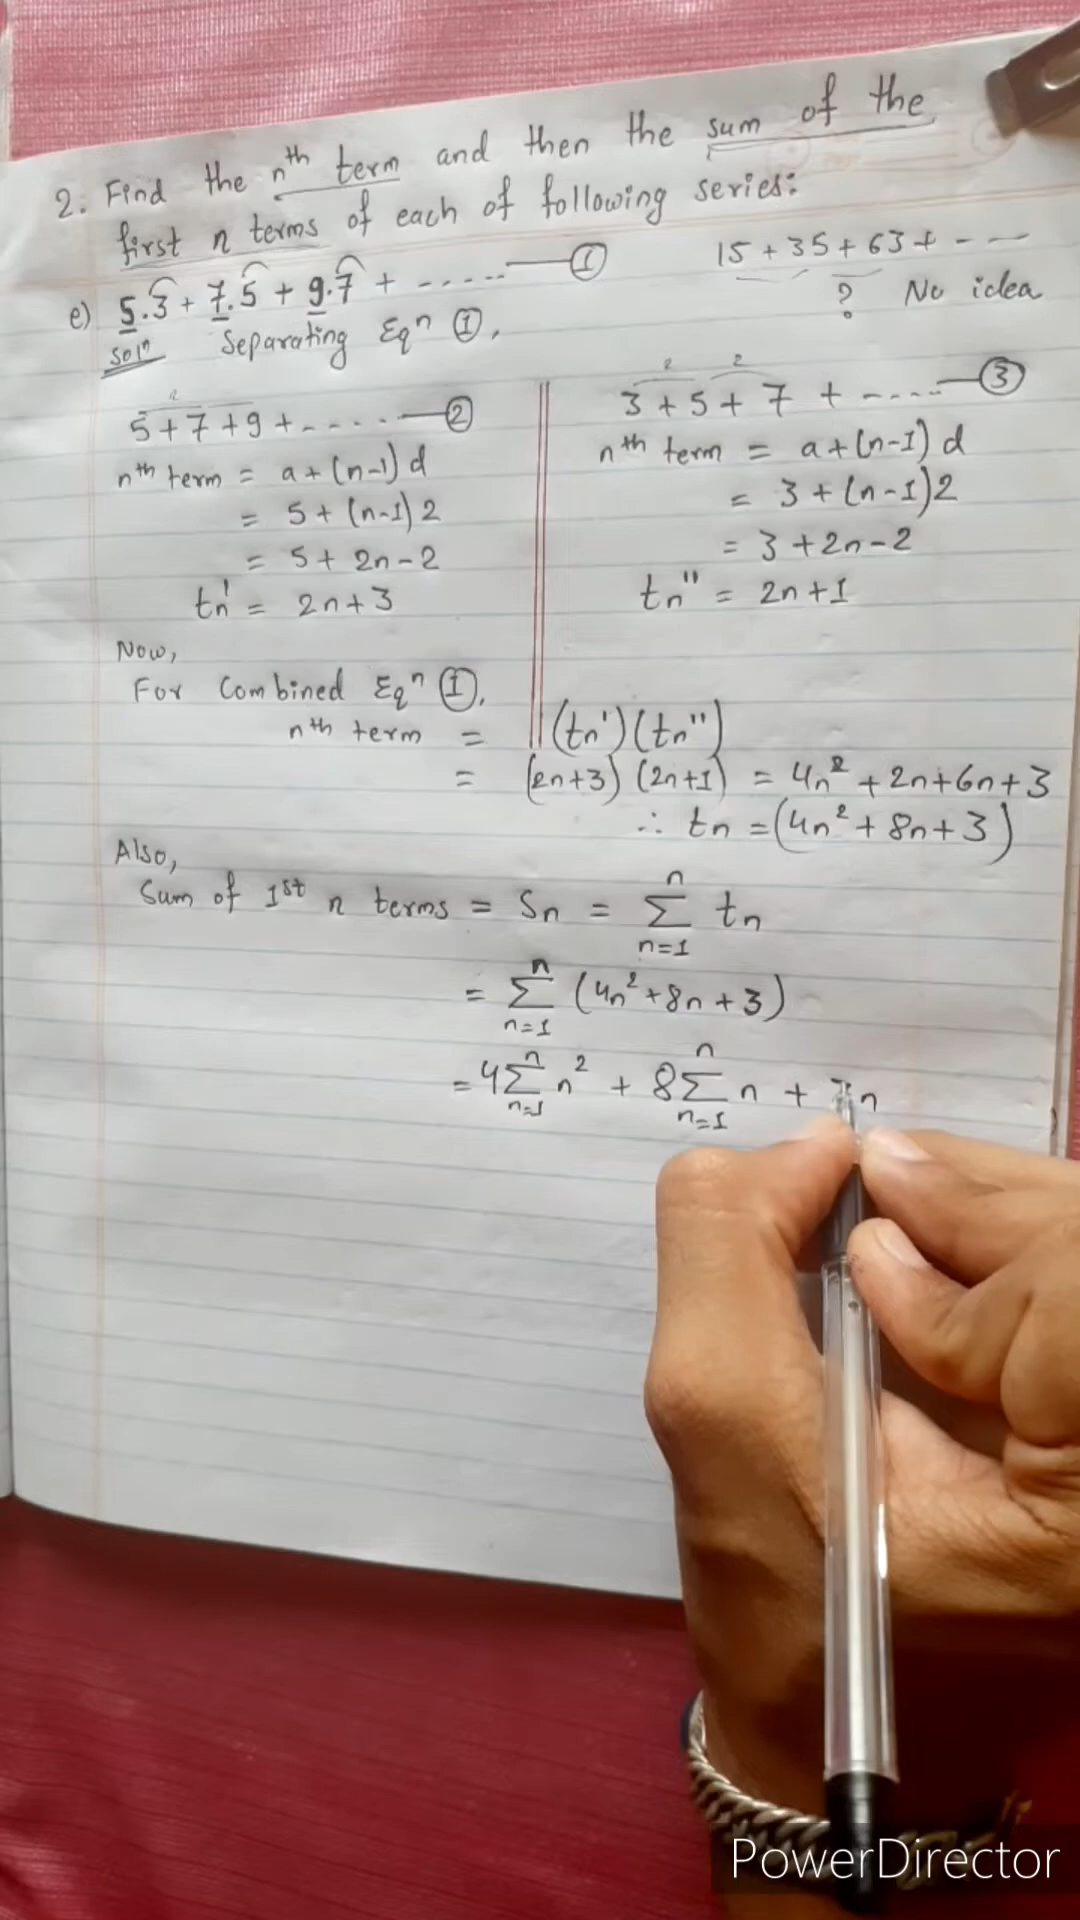 2. Find the nth term and then the sum of the
first n terms of each of following series:
e) 5.3 + 7.5 + 9.7 + ...... — ①
15 + 35 + 63 + - - -
? No idea
Soln Separating Eqn ①,
2
5 + 7 + 9 + - - - - — ②
nth term = a + (n-1) d
= 5 + (n-1) 2
= 5 + 2n - 2
tn' = 2n + 3
2 2
3 + 5 + 7 + - - - - — ③
nth term = a + (n-1) d
= 3 + (n-1) 2
= 3 + 2n - 2
tn'' = 2n + 1
Now,
For Combined Eqn ①,
nth term = (tn') (tn'')
= (2n+3) (2n+1) = 4n² + 2n + 6n + 3
∴ tn = (4n² + 8n + 3)
Also,
Sum of 1st n terms = Sn = n Σ n=1 tn
= n Σ n=1 (4n² + 8n + 3)
= 4 n Σ n=1 n² + 8 n Σ n=1 n + n
PowerDirector